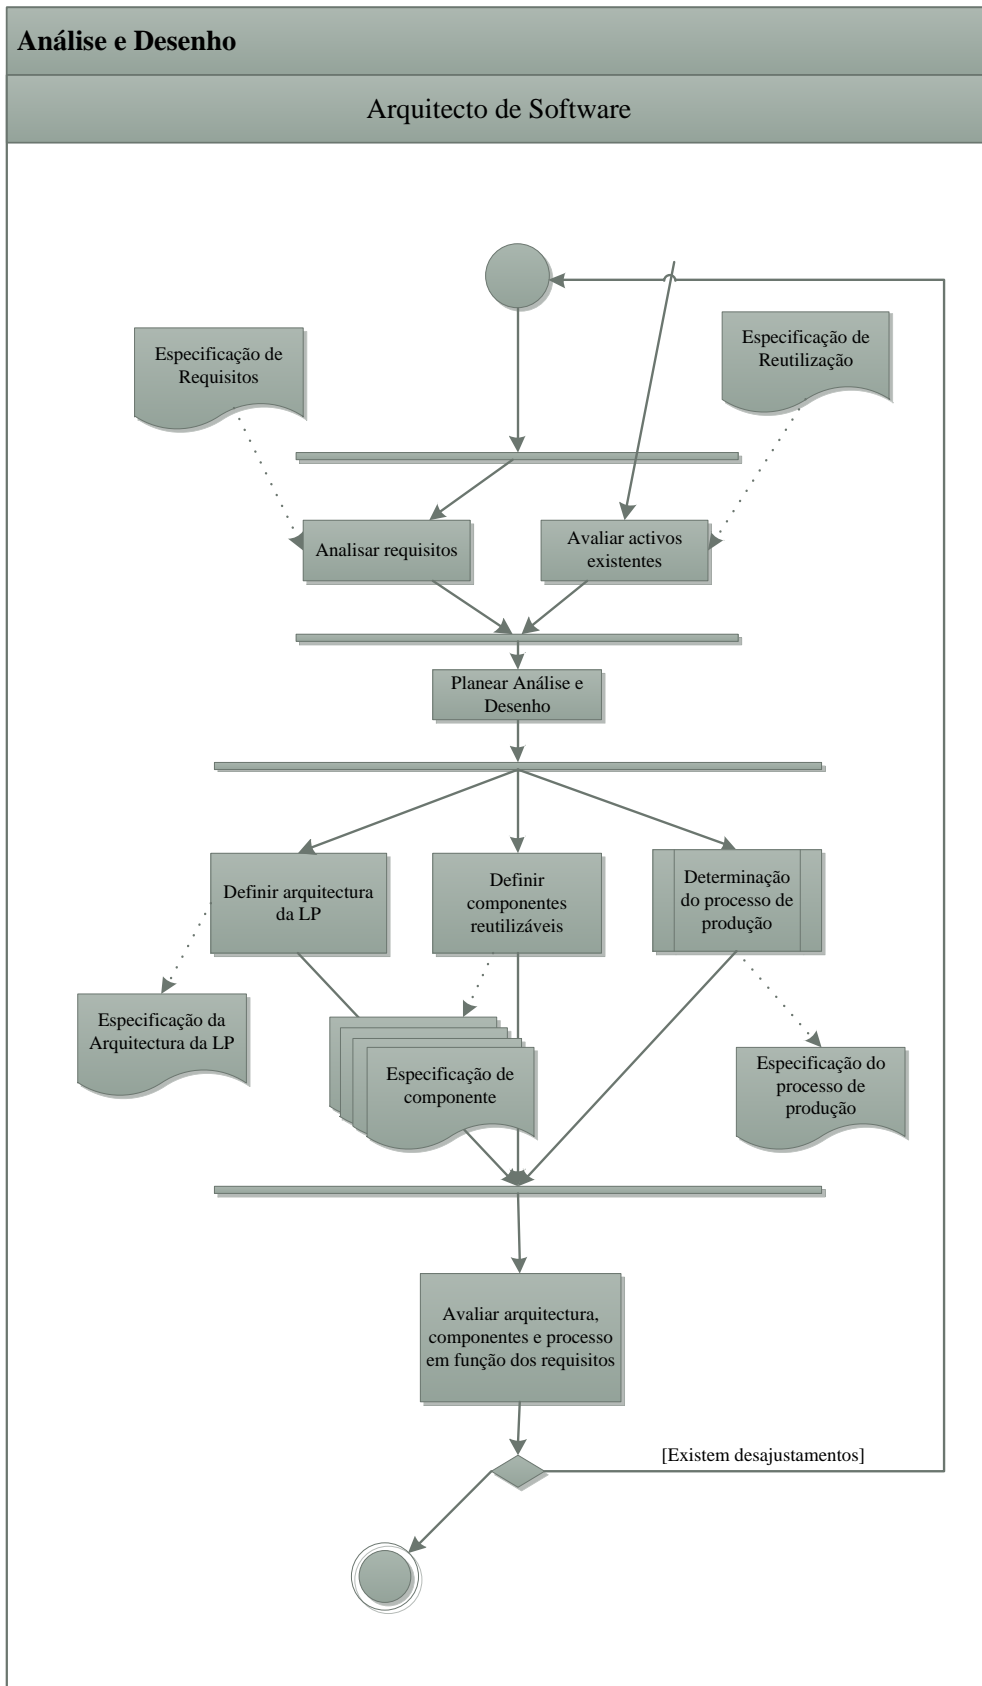 Análise e Desenho
Arquitecto de Software
Especificação de
Requisitos
Especificação de
Reutilização
Analisar requisitos
Avaliar activos
existentes
Planear Análise e
Desenho
Definir arquitectura
da LP
Definir
componentes
reutilizáveis
Determinação
do processo de
produção
Especificação da
Arquitectura da LP
Especificação de
componente
Especificação do
processo de
produção
Avaliar arquitectura,
componentes e processo
em função dos requisitos
[Existem desajustamentos]